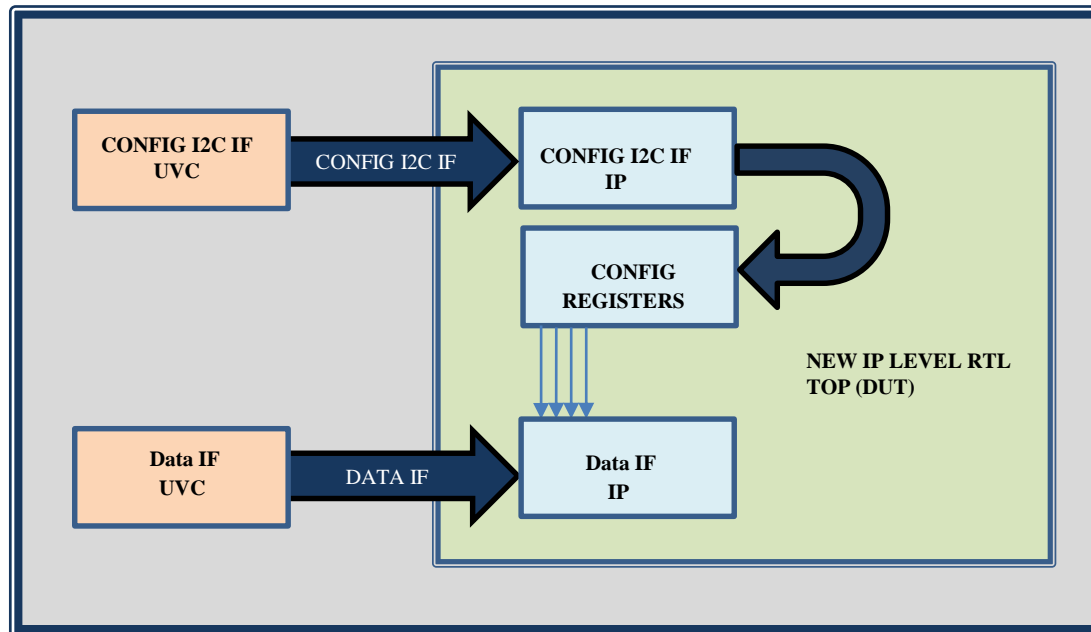 CONFIG I2C IF
UVC
CONFIG I2C IF
CONFIG I2C IF
IP
CONFIG
REGISTERS
NEW IP LEVEL RTL
TOP (DUT)
Data IF
UVC
DATA IF
Data IF
IP